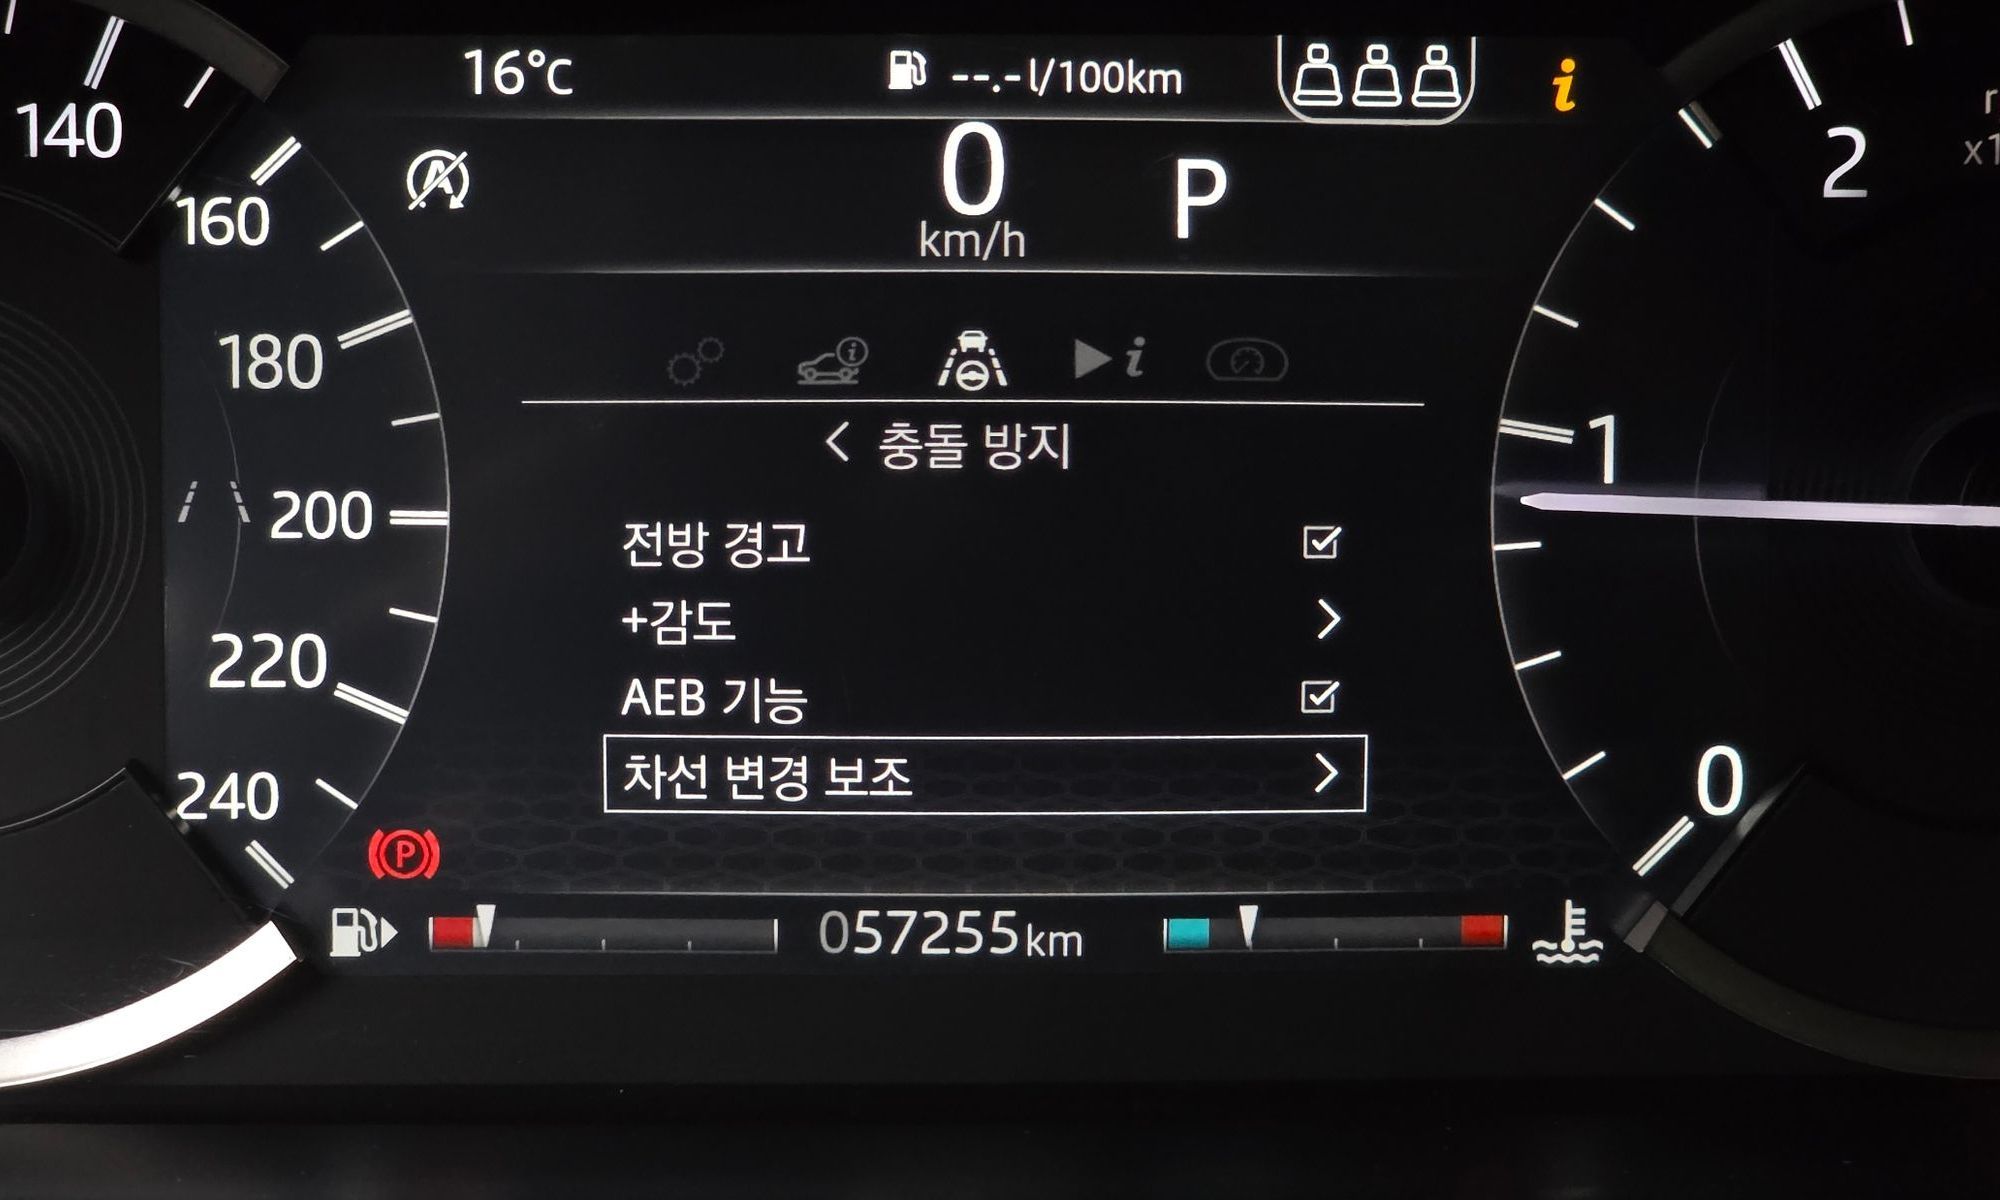 16°C
--.-l/100km
i
140
160
180
200
220
240
A
0
km/h
P
i
i
< 충돌 방지
전방 경고
+감도
AEB 기능
차선 변경 보조
P
057255km
2
1
0